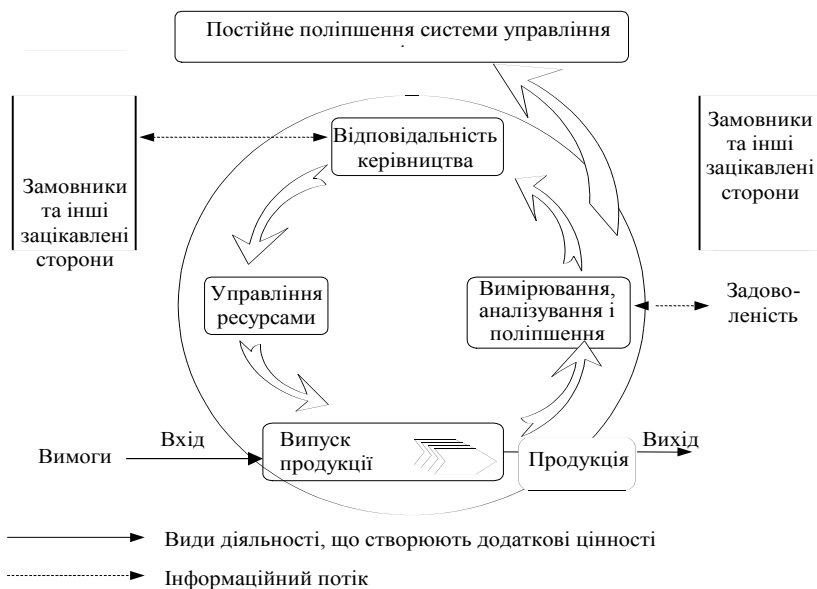 Постійне поліпшення системи управління
Відповідальність
керівництва
Замовники
та інші
зацікавлені
сторони
Замовники
та інші
зацікавлені
сторони
Управління
ресурсами
Вимірювання,
аналізування і
поліпшення
Задово-
леність
Вимоги
Вхід
Випуск
продукції
Продукція
Вихід
Види діяльності, що створюють додаткові цінності
Інформаційний потік